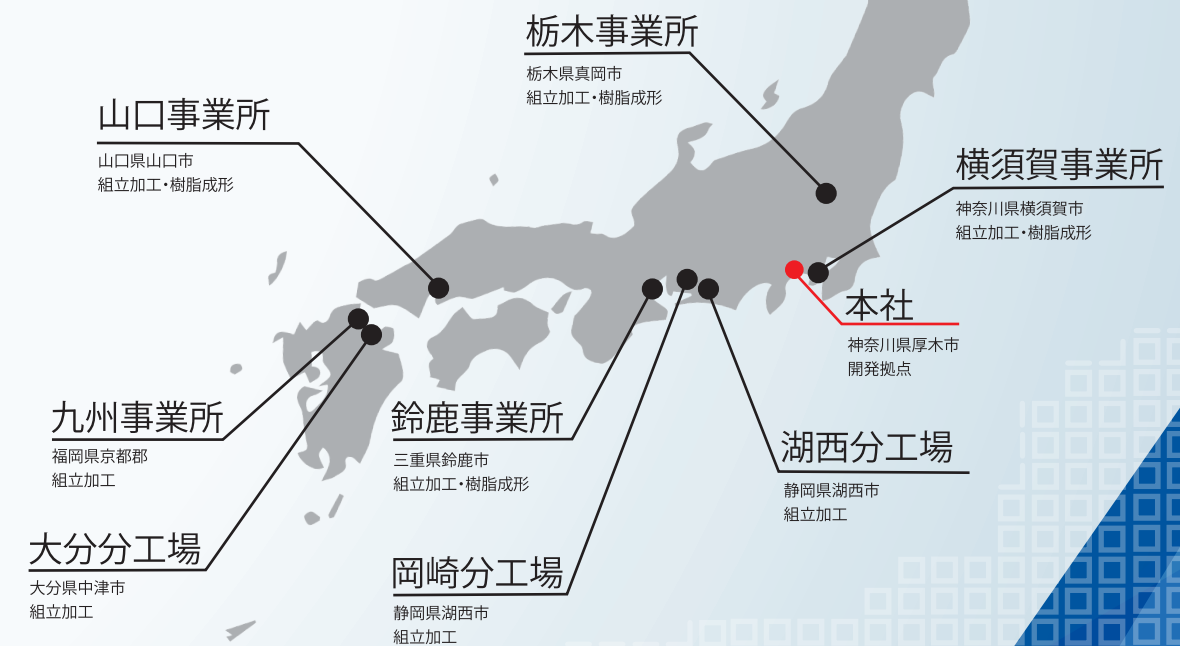 栃木事業所
栃木県真岡市
組立加工・樹脂成形
山口事業所
山口県山口市
組立加工・樹脂成形
横須賀事業所
神奈川県横須賀市
組立加工・樹脂成形
本社
神奈川県厚木市
開発拠点
九州事業所
福岡県京都郡
組立加工
鈴鹿事業所
三重県鈴鹿市
組立加工・樹脂成形
湖西分工場
静岡県湖西市
組立加工
大分分工場
大分県中津市
組立加工
岡崎分工場
静岡県湖西市
組立加工